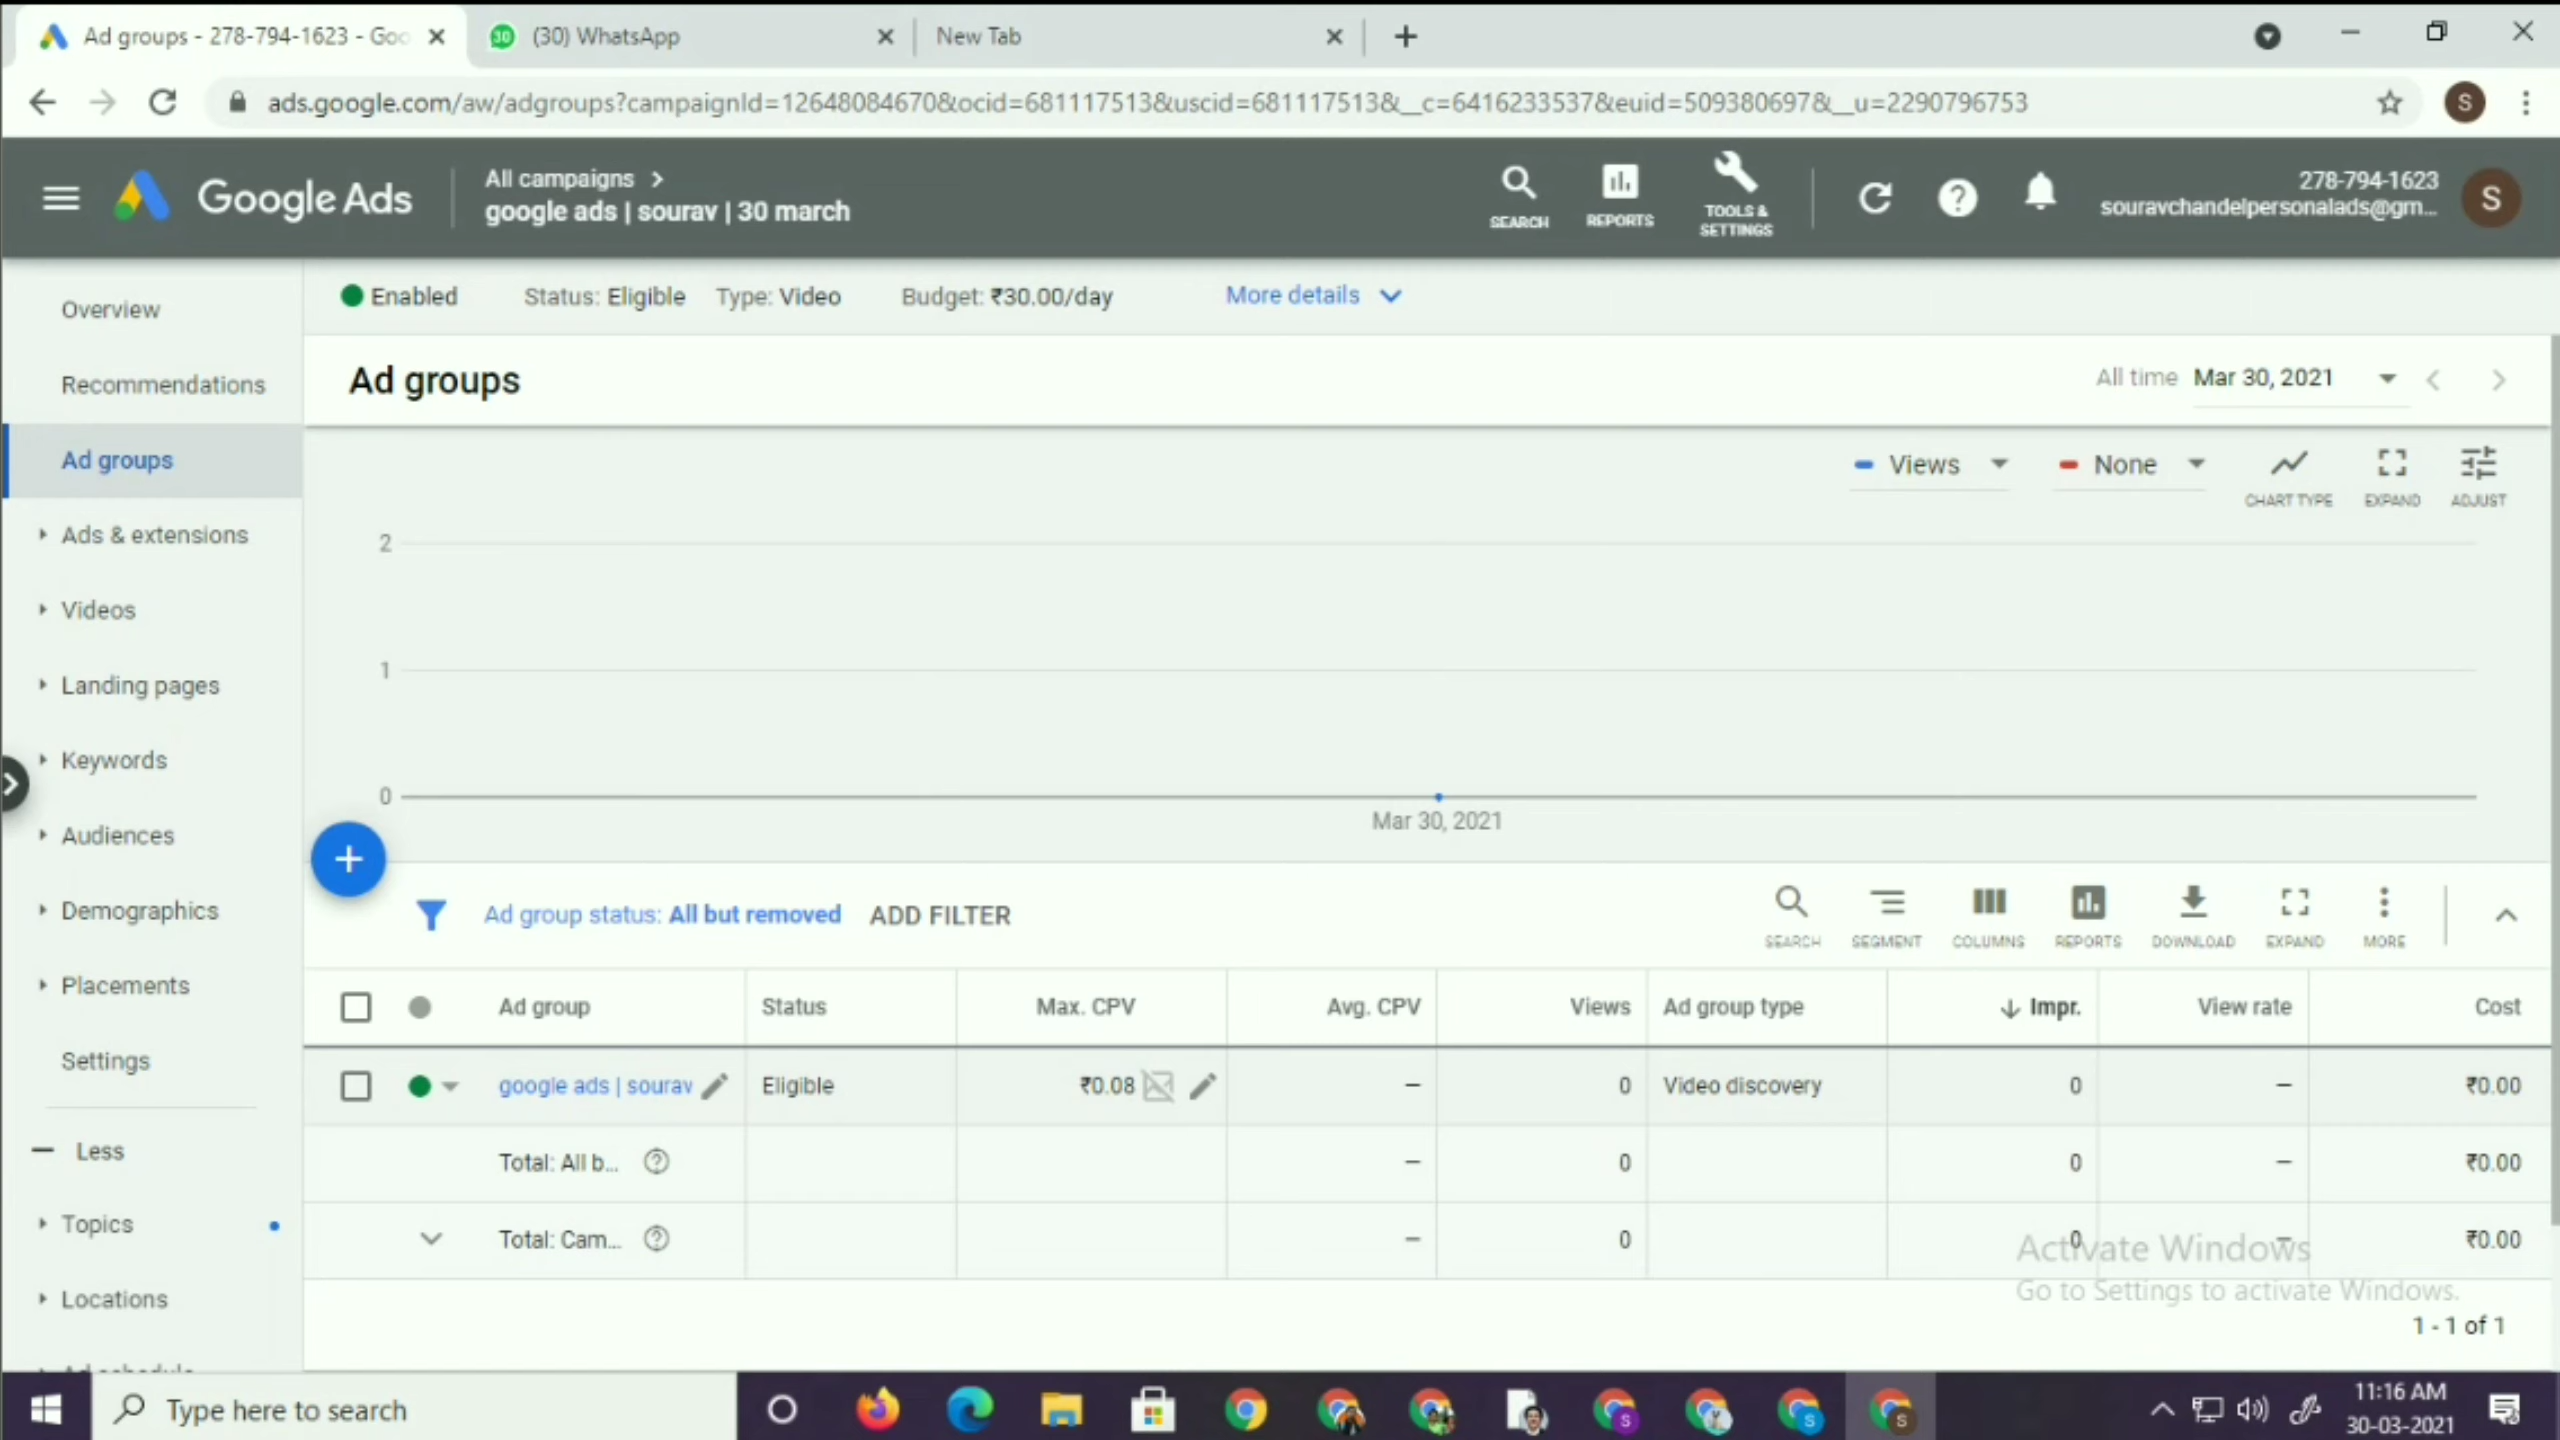 Ad groups - 278-794-1623 - Goo
(30) WhatsApp
New Tab
ads.google.com/aw/adgroups?campaignId=12648084670&ocid=681117513&uscid=681117513&__c=6416233537&euid=509380697&__u=2290796753
S
Google Ads
All campaigns
google ads | sourav | 30 march
SEARCH
REPORTS
TOOLS & SETTINGS
278-794-1623
souravchandelpersonalads@gm...
S
Enabled
Status: Eligible
Type: Video
Budget: ₹30.00/day
More details
Overview
Recommendations
Ad groups
Ads & extensions
Videos
Landing pages
Keywords
Audiences
Demographics
Placements
Settings
Less
Topics
Locations
Ad schedule
Ad groups
All time Mar 30, 2021
Views
None
CHART TYPE
EXPAND
ADJUST
2
1
0
Mar 30, 2021
Ad group status: All but removed
ADD FILTER
SEARCH
SEGMENT
COLUMNS
REPORTS
DOWNLOAD
EXPAND
MORE
Ad group Status Max. CPV Avg. CPV Views Ad group type Impr. View rate Cost
google ads | sourav Eligible ₹0.08 – 0 Video discovery 0 – ₹0.00
Total: All b... – 0 0 – ₹0.00
Total: Cam... – 0 0 – ₹0.00
Activate Windows
Go to Settings to activate Windows.
1 - 1 of 1
Type here to search
11:16 AM
30-03-2021